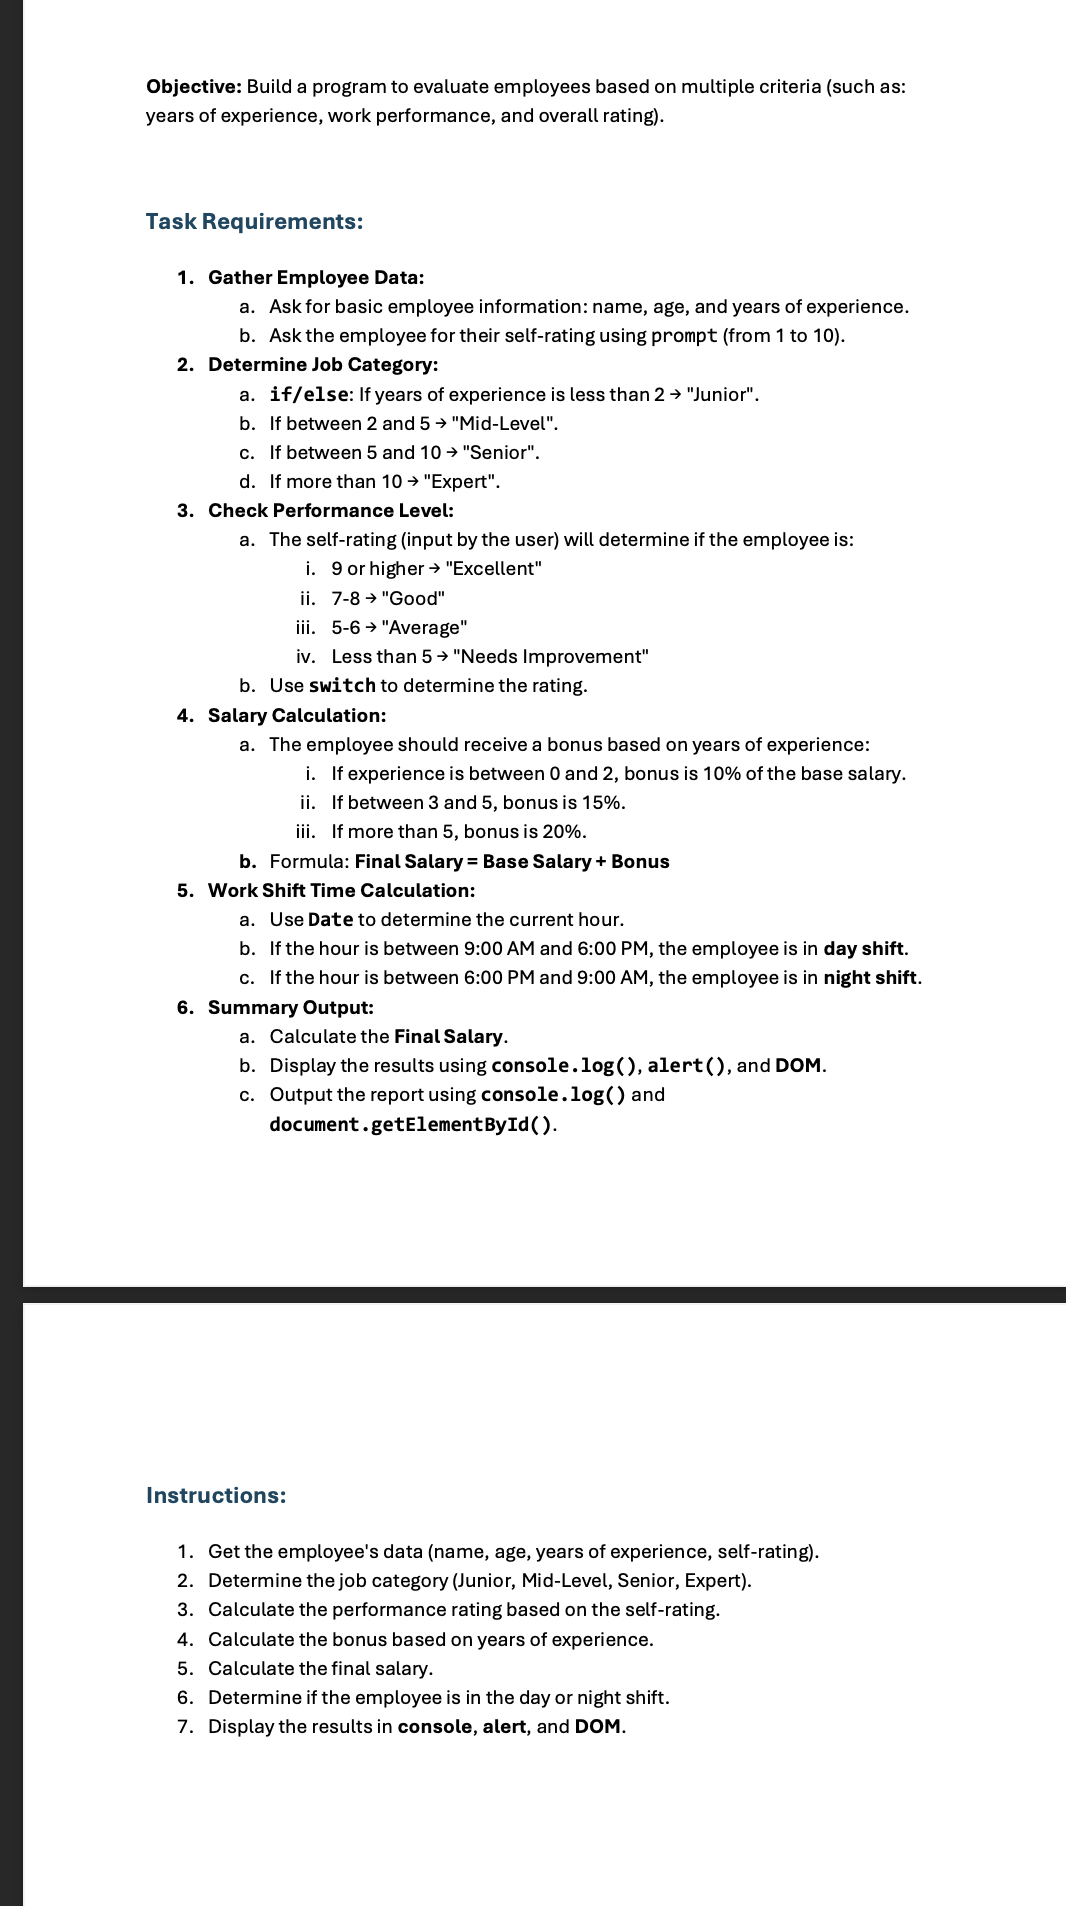 Objective: Build a program to evaluate employees based on multiple criteria (such as:
years of experience, work performance, and overall rating).
Task Requirements:
1. Gather Employee Data:
a. Ask for basic employee information: name, age, and years of experience.
b. Ask the employee for their self-rating using prompt (from 1 to 10).
2. Determine Job Category:
a. if/else: If years of experience is less than 2 → "Junior".
b. If between 2 and 5 → "Mid-Level".
c. If between 5 and 10 → "Senior".
d. If more than 10 → "Expert".
3. Check Performance Level:
a. The self-rating (input by the user) will determine if the employee is:
i. 9 or higher → "Excellent"
ii. 7-8 → "Good"
iii. 5-6 → "Average"
iv. Less than 5 → "Needs Improvement"
b. Use switch to determine the rating.
4. Salary Calculation:
a. The employee should receive a bonus based on years of experience:
i. If experience is between 0 and 2, bonus is 10% of the base salary.
ii. If between 3 and 5, bonus is 15%.
iii. If more than 5, bonus is 20%.
b. Formula: Final Salary = Base Salary + Bonus
5. Work Shift Time Calculation:
a. Use Date to determine the current hour.
b. If the hour is between 9:00 AM and 6:00 PM, the employee is in day shift.
c. If the hour is between 6:00 PM and 9:00 AM, the employee is in night shift.
6. Summary Output:
a. Calculate the Final Salary.
b. Display the results using console.log(), alert(), and DOM.
c. Output the report using console.log() and
document.getElementById().
Instructions:
1. Get the employee's data (name, age, years of experience, self-rating).
2. Determine the job category (Junior, Mid-Level, Senior, Expert).
3. Calculate the performance rating based on the self-rating.
4. Calculate the bonus based on years of experience.
5. Calculate the final salary.
6. Determine if the employee is in the day or night shift.
7. Display the results in console, alert, and DOM.